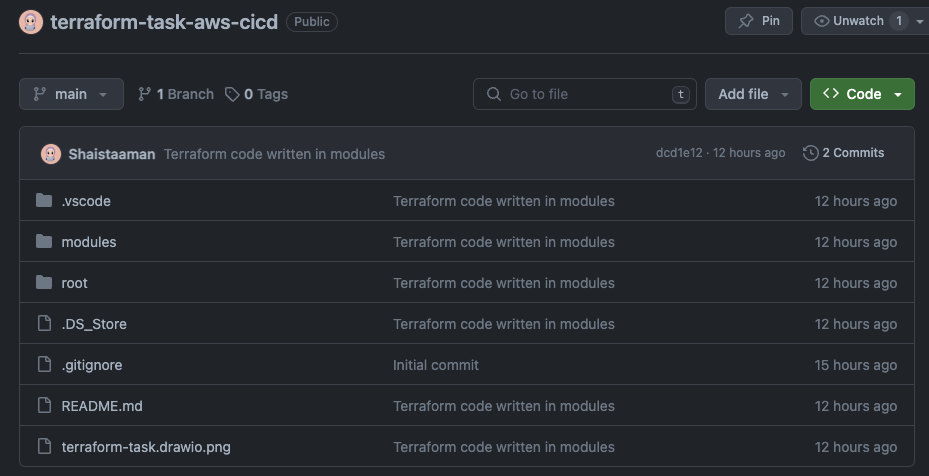 terraform-task-aws-cicd Public Pin Unwatch 1
main 1 Branch 0 Tags Go to file t Add file Code
Shaistaaman Terraform code written in modules dcd1e12 · 12 hours ago 2 Commits
.vscode Terraform code written in modules 12 hours ago
modules Terraform code written in modules 12 hours ago
root Terraform code written in modules 12 hours ago
.DS_Store Terraform code written in modules 12 hours ago
.gitignore Initial commit 15 hours ago
README.md Terraform code written in modules 12 hours ago
terraform-task.drawio.png Terraform code written in modules 12 hours ago